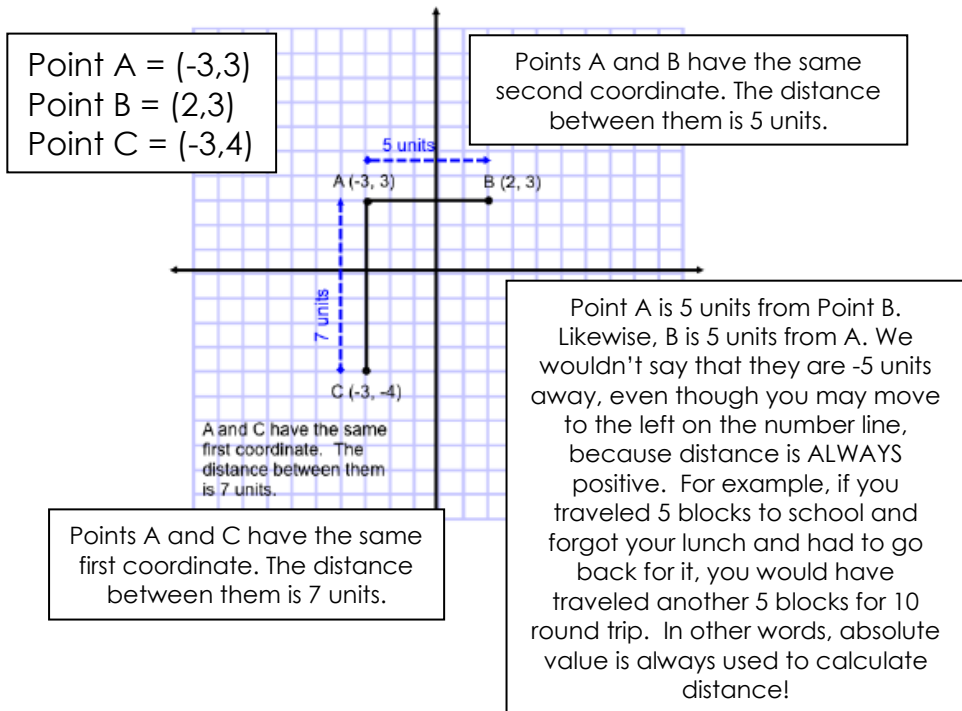 Point A = (-3,3)
Point B = (2,3)
Point C = (-3,4)
Points A and B have the same
second coordinate. The distance
between them is 5 units.
5 units
A (-3, 3)
B (2, 3)
7 units
C (-3, -4)
A and C have the same
first coordinate. The
distance between them
is 7 units.
Points A and C have the same
first coordinate. The distance
between them is 7 units.
Point A is 5 units from Point B.
Likewise, B is 5 units from A. We
wouldn’t say that they are -5 units
away, even though you may move
to the left on the number line,
because distance is ALWAYS
positive. For example, if you
traveled 5 blocks to school and
forgot your lunch and had to go
back for it, you would have
traveled another 5 blocks for 10
round trip. In other words, absolute
value is always used to calculate
distance!